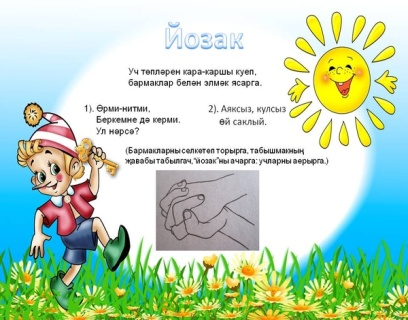 Йозак
Уч төпләрен кара-каршы куеп,
бармаклар белән элмәк ясарга.
1). Өрми-нитми,
Беркемне дә керми.
Ул нәрсә?
2). Аяксыз, кулсыз
өй саклый.
(Бармакларны селкетеп торырга, табышмакның
җавабы табылгач,"йозак"ны ачарга: учларны аерырга.)